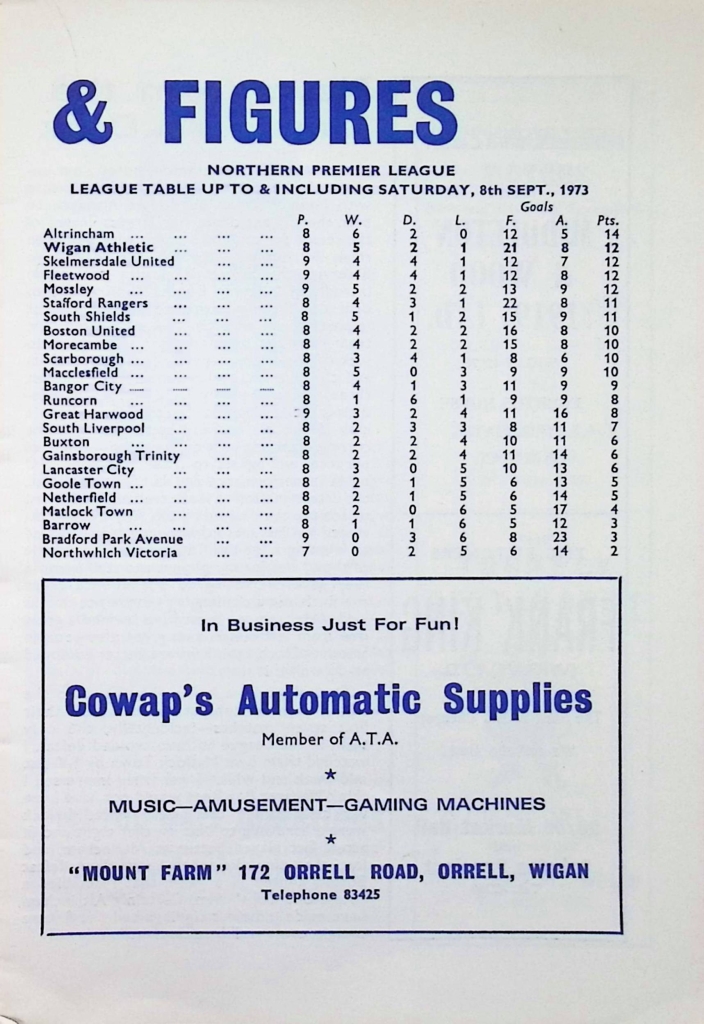 & FIGURES
NORTHERN PREMIER LEAGUE
LEAGUE TABLE UP TO & INCLUDING SATURDAY, 8th SEPT., 1973
Goals
P. W. D. L. F. A. Pts.
Altrincham ... ... ... ... 8 6 2 0 12 5 14
Wigan Athletic ... ... ... 8 5 2 1 21 8 12
Skelmersdale United ... ... 9 4 4 1 12 7 12
Fleetwood ... ... ... ... 9 4 4 1 12 8 12
Mossley ... ... ... ... 9 5 2 2 13 9 12
Stafford Rangers ... ... ... 8 4 3 1 22 8 11
South Shields ... ... ... 8 5 1 2 15 9 11
Boston United ... ... ... 8 4 2 2 16 8 10
Morecambe ... ... ... ... 8 4 2 2 15 8 10
Scarborough ... ... ... ... 8 3 4 1 8 6 10
Macclesfield ... ... ... ... 8 5 0 3 9 9 10
Bangor City ... ... ... ... 8 4 1 3 11 9 9
Runcorn ... ... ... ... 8 1 6 1 9 9 8
Great Harwood ... ... ... 9 3 2 4 11 16 8
South Liverpool ... ... ... 8 2 3 3 8 11 7
Buxton ... ... ... ... 8 2 2 4 10 11 6
Gainsborough Trinity ... ... 8 2 2 4 11 14 6
Lancaster City ... ... ... 8 3 0 5 10 13 6
Goole Town ... ... ... ... 8 2 1 5 6 13 5
Netherfield ... ... ... ... 8 2 1 5 6 14 5
Matlock Town ... ... ... 8 2 0 6 5 17 4
Barrow ... ... ... ... 8 1 1 6 5 12 3
Bradford Park Avenue ... ... 9 0 3 6 8 23 3
Northwhich Victoria ... ... 7 0 2 5 6 14 2
In Business Just For Fun!
Cowap's Automatic Supplies
Member of A.T.A.
★
MUSIC—AMUSEMENT—GAMING MACHINES
★
"MOUNT FARM" 172 ORRELL ROAD, ORRELL, WIGAN
Telephone 83425